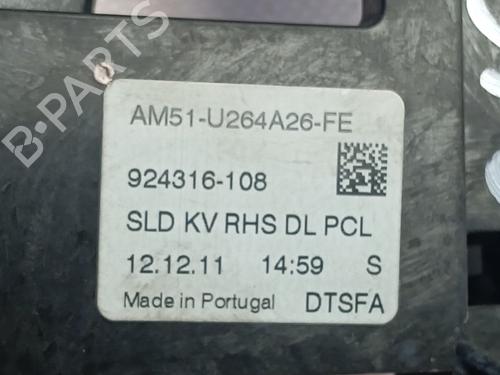 AM51-U264A26-FE
924316-108
SLD KV RHS DL PCL
12.12.11 14:59 S
Made in Portugal DTSFA